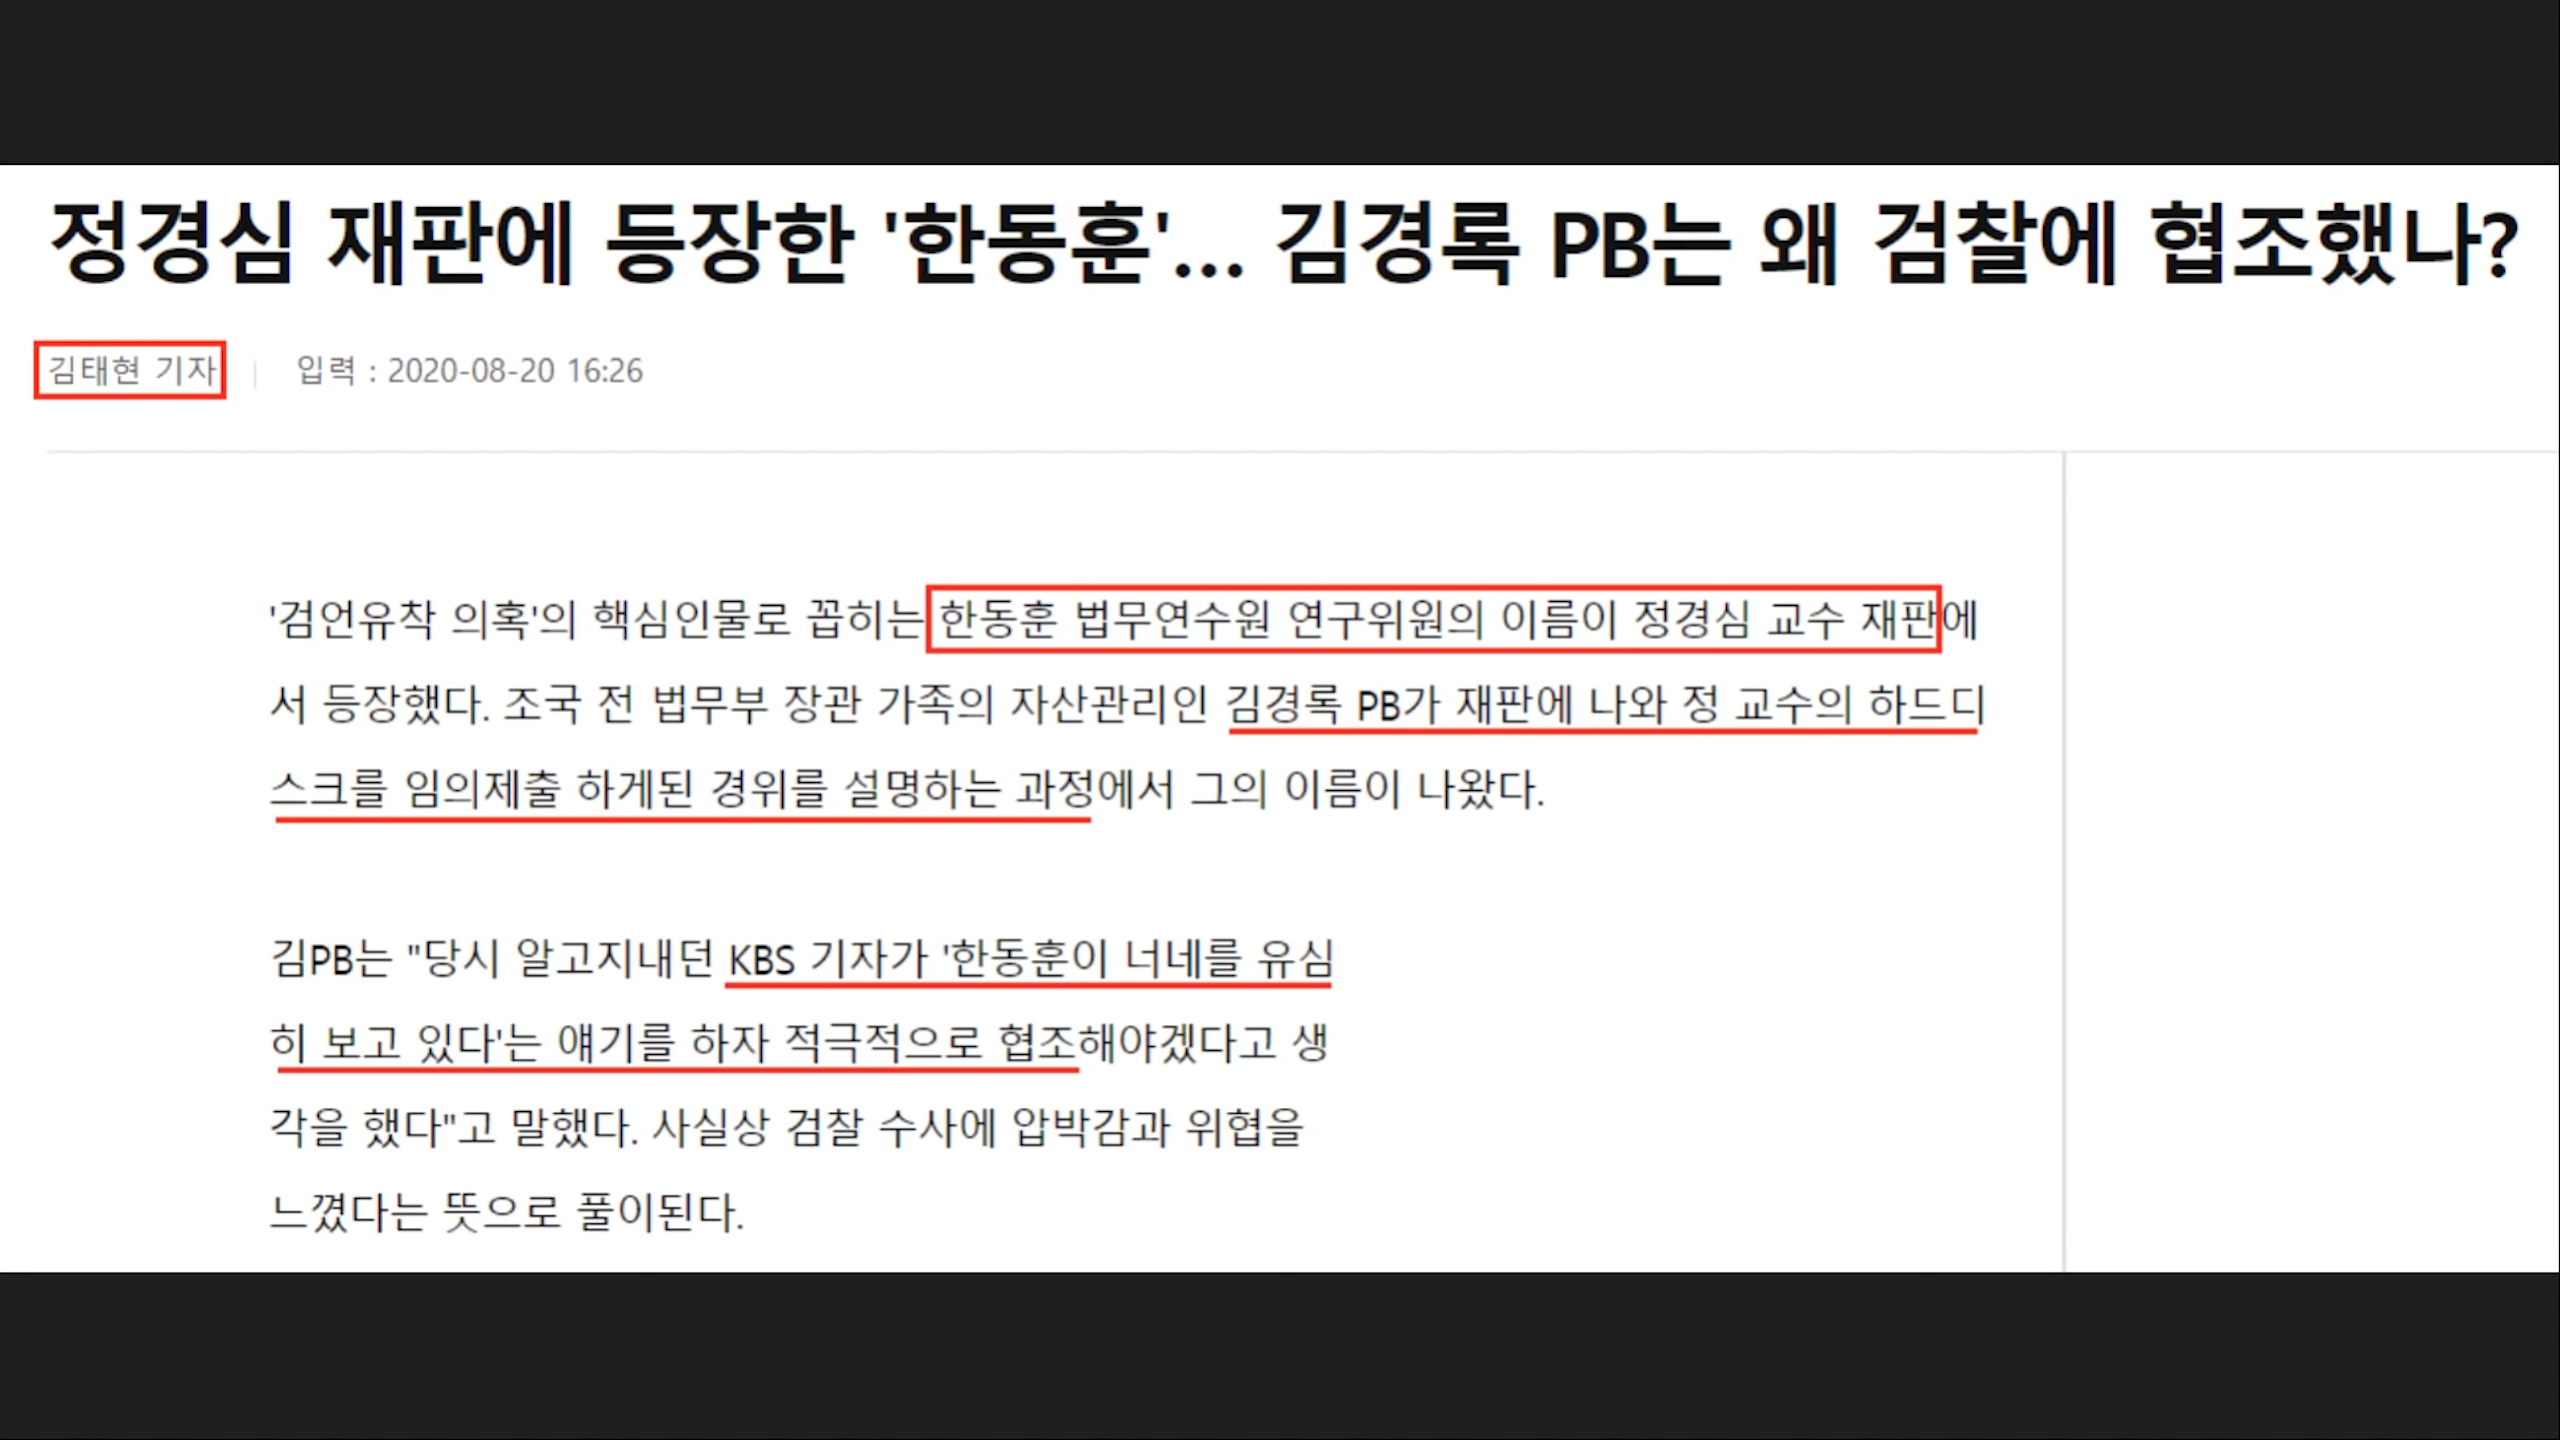 정경심 재판에 등장한 '한동훈'... 김경록 PB는 왜 검찰에 협조했나?
김태현 기자 | 입력 : 2020-08-20 16:26
'검언유착 의혹'의 핵심인물로 꼽히는 한동훈 법무연수원 연구위원의 이름이 정경심 교수 재판에
서 등장했다. 조국 전 법무부 장관 가족의 자산관리인 김경록 PB가 재판에 나와 정 교수의 하드디
스크를 임의제출 하게된 경위를 설명하는 과정에서 그의 이름이 나왔다.
김PB는 "당시 알고지내던 KBS 기자가 '한동훈이 너네를 유심
히 보고 있다'는 얘기를 하자 적극적으로 협조해야겠다고 생
각을 했다"고 말했다. 사실상 검찰 수사에 압박감과 위협을
느꼈다는 뜻으로 풀이된다.